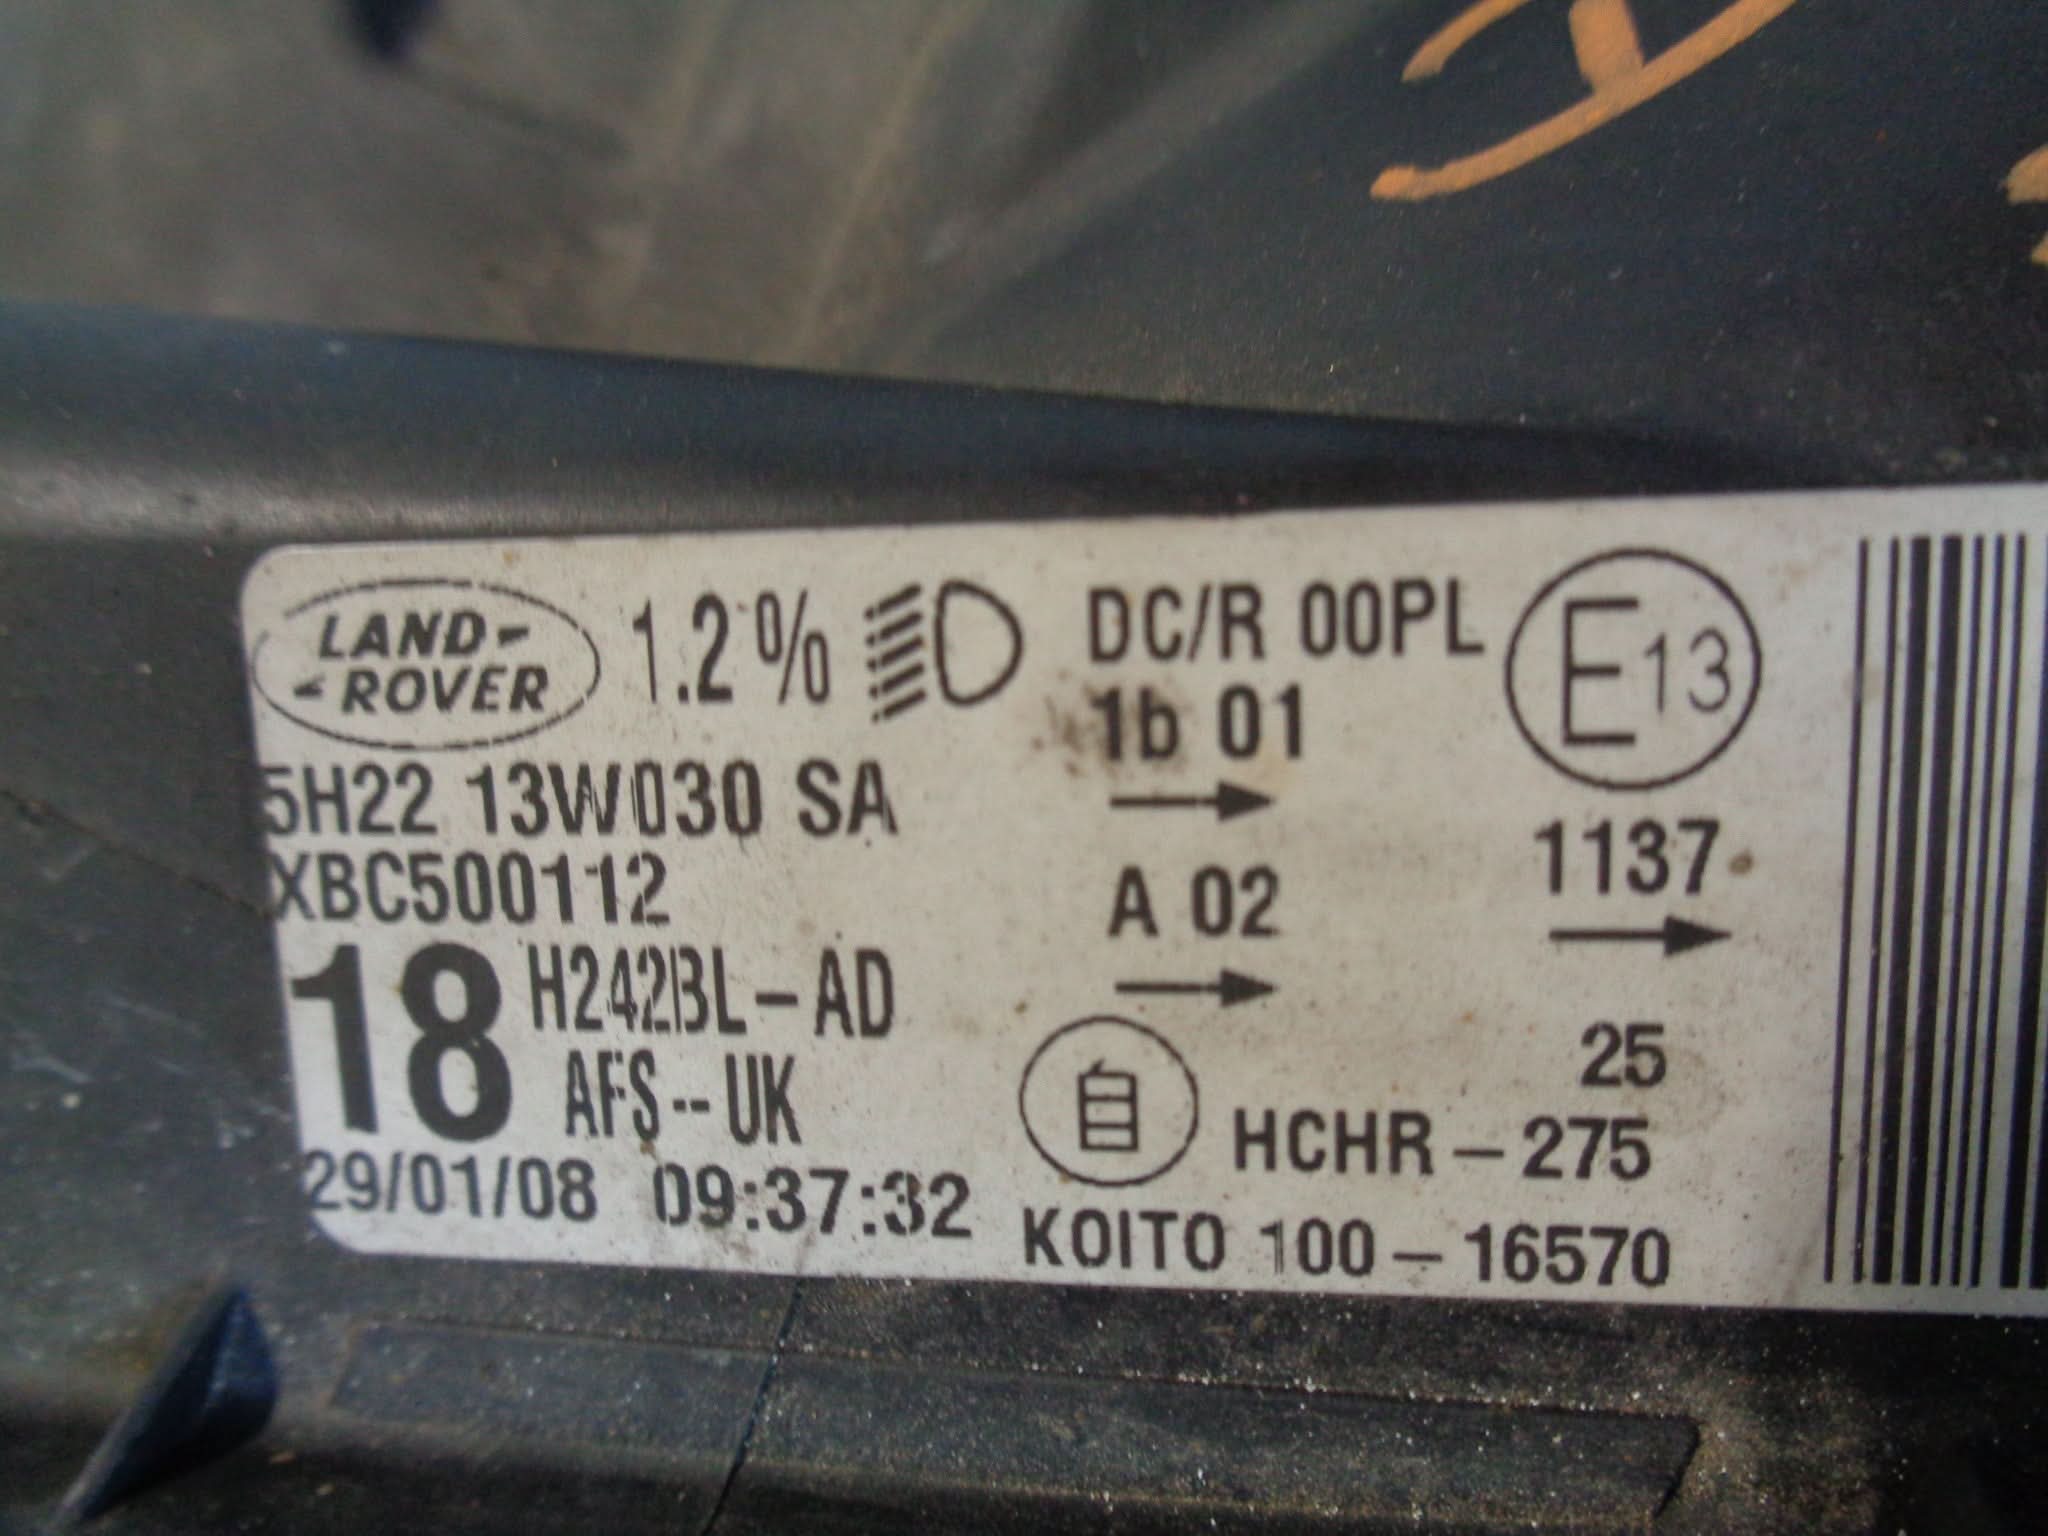 LAND-
-ROVER
1.2%
DC/R 00PL
1b 01
E13
5H22 13W030 SA
XBC500112
A 02
1137
18
H242BL-AD
AFS--UK
25
HCHR-275
29/01/08 09:37:32
KOITO 100-16570